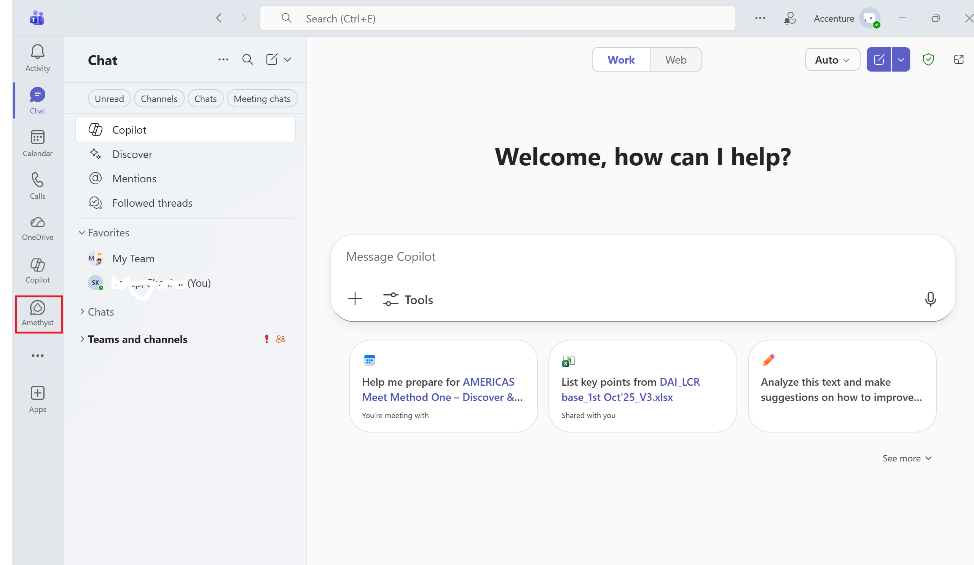 Search (Ctrl+E)
Accenture
Activity
Chat
Calendar
Calls
OneDrive
Copilot
Amethyst
Apps
Chat
Unread
Channels
Chats
Meeting chats
Copilot
Discover
Mentions
Followed threads
Favorites
My Team
SK
(You)
Chats
Teams and channels
Work
Web
Auto
Welcome, how can I help?
Message Copilot
Tools
Help me prepare for AMERICAS
Meet Method One – Discover &...
You're meeting with
List key points from DAI_LCR
base_1st Oct'25_V3.xlsx
Shared with you
Analyze this text and make
suggestions on how to improve...
See more